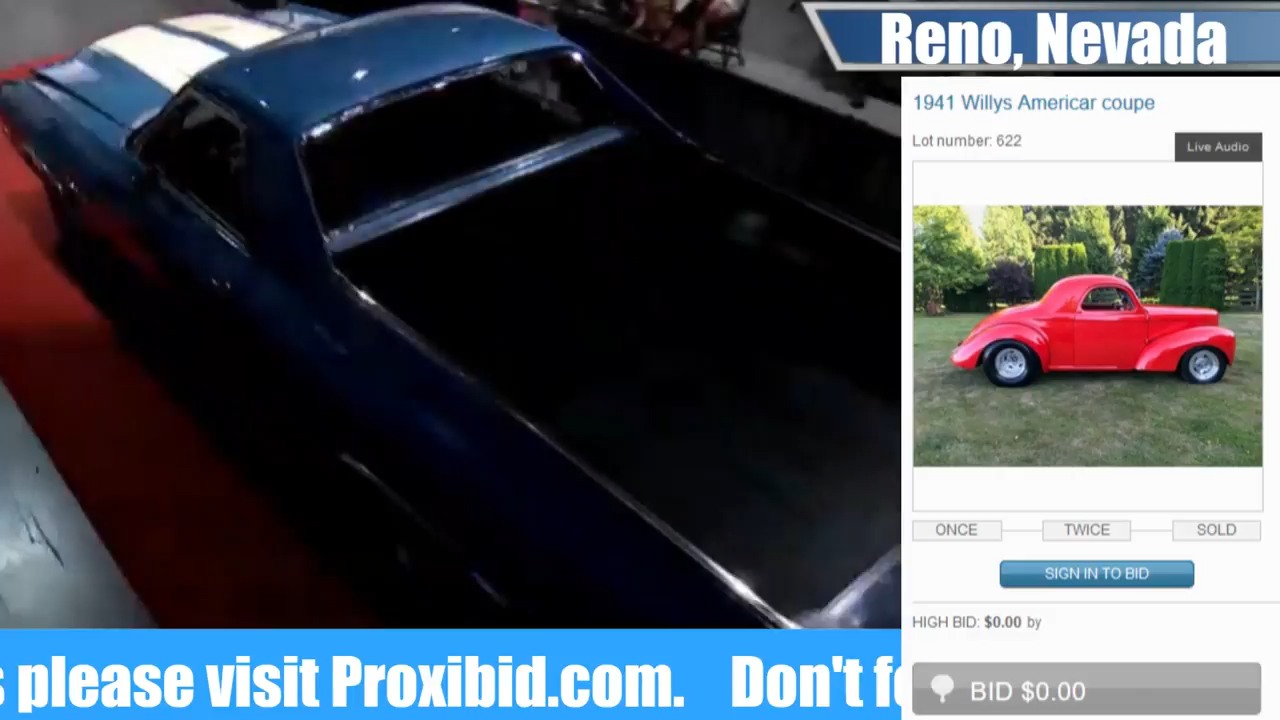 Reno, Nevada
1941 Willys Americar coupe
Lot number: 622
Live Audio
ONCE
TWICE
SOLD
SIGN IN TO BID
HIGH BID: $0.00 by
BID $0.00
please visit Proxibid.com. Don't